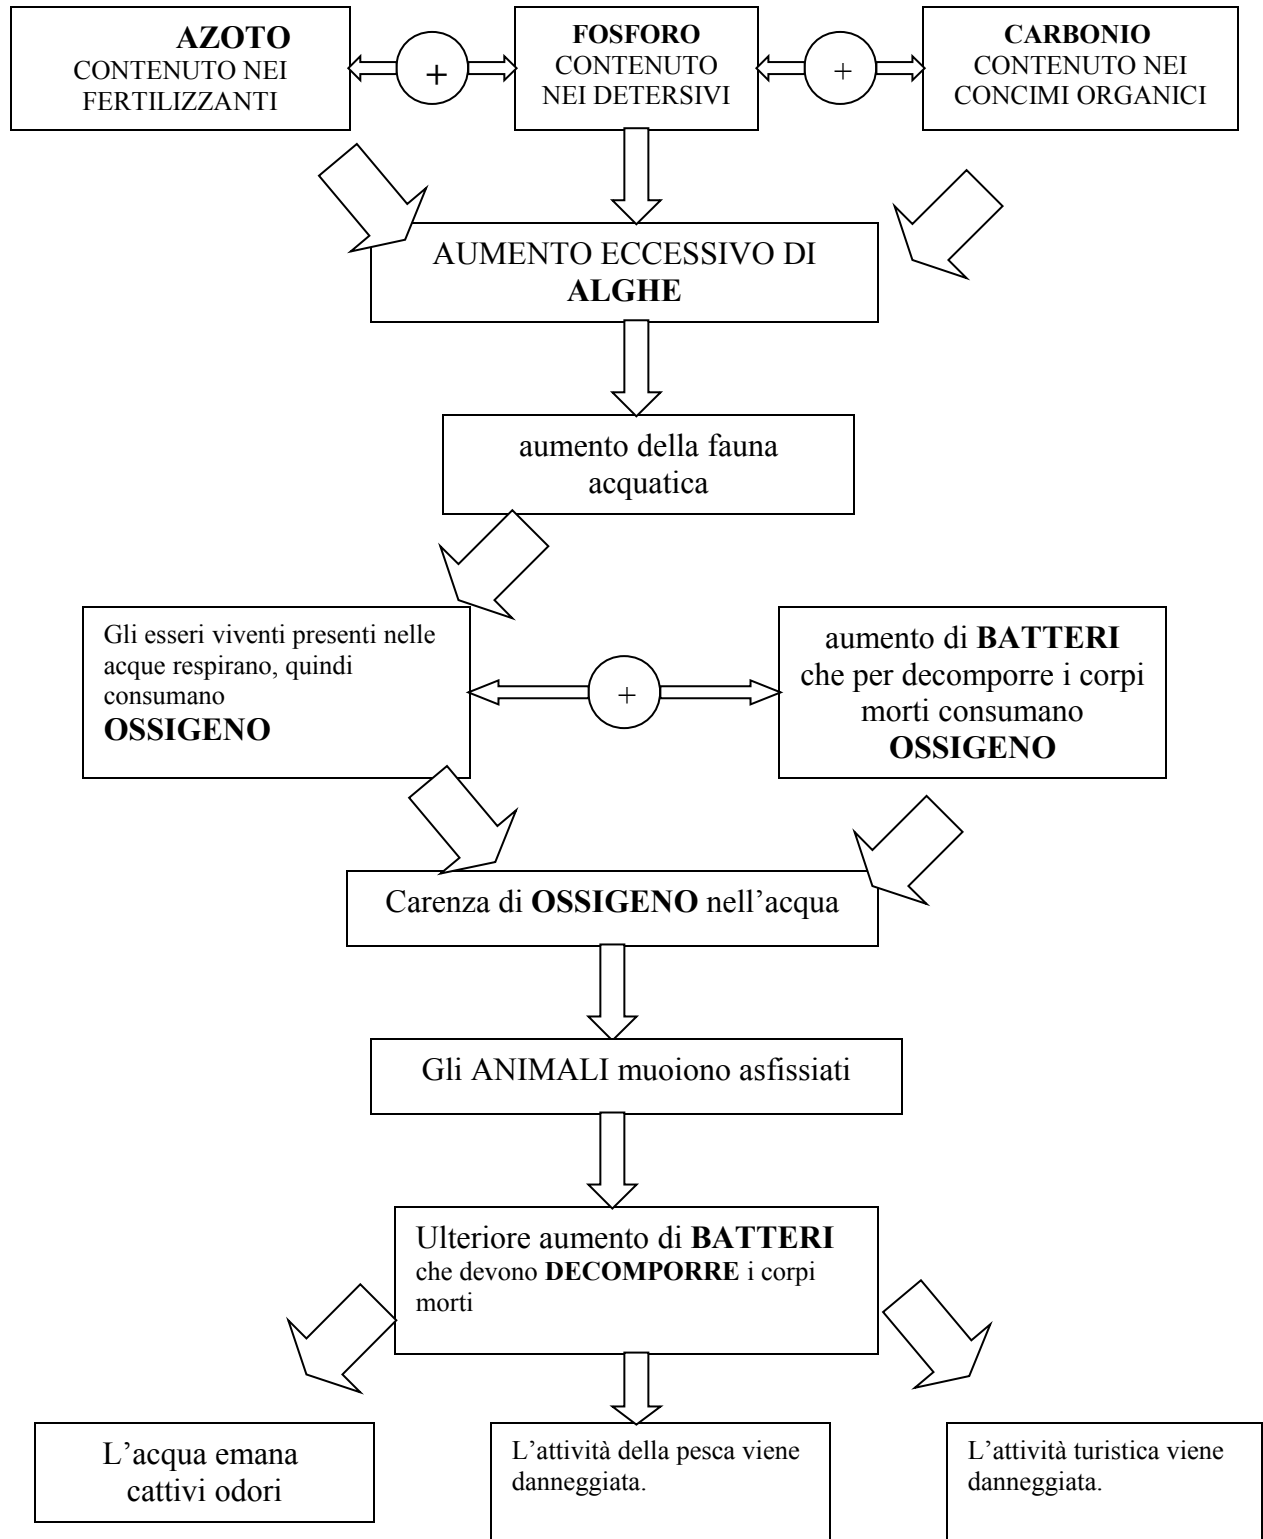 AZOTO
CONTENUTO NEI
FERTILIZZANTI
+
FOSFORO
CONTENUTO
NEI DETERSIVI
+
CARBONIO
CONTENUTO NEI
CONCIMI ORGANICI
AUMENTO ECCESSIVO DI
ALGHE
aumento della fauna
acquatica
Gli esseri viventi presenti nelle
acque respirano, quindi
consumano
OSSIGENO
+
aumento di BATTERI
che per decomporre i corpi
morti consumano
OSSIGENO
Carenza di OSSIGENO nell’acqua
Gli ANIMALI muoiono asfissiati
Ulteriore aumento di BATTERI
che devono DECOMPORRE i corpi
morti
L’acqua emana
cattivi odori
L’attività della pesca viene
danneggiata.
L’attività turistica viene
danneggiata.